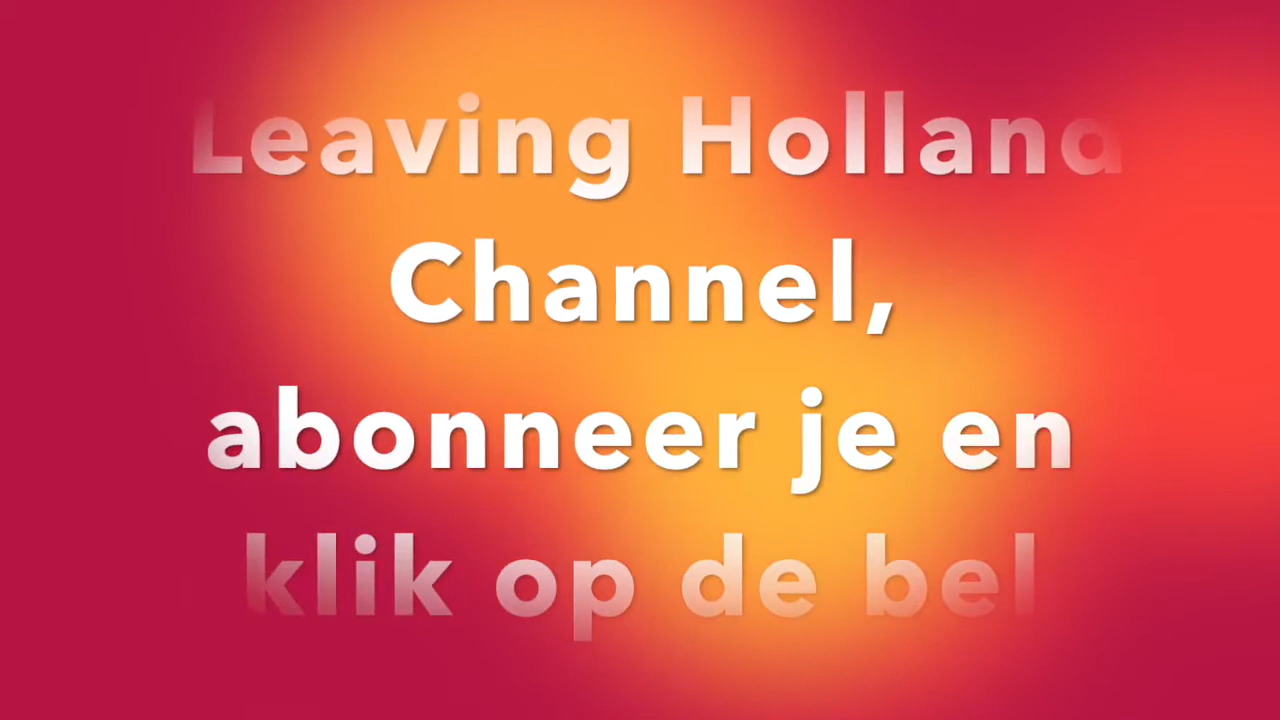 Leaving Holland
Channel,
abonneer je en
klik op de bel